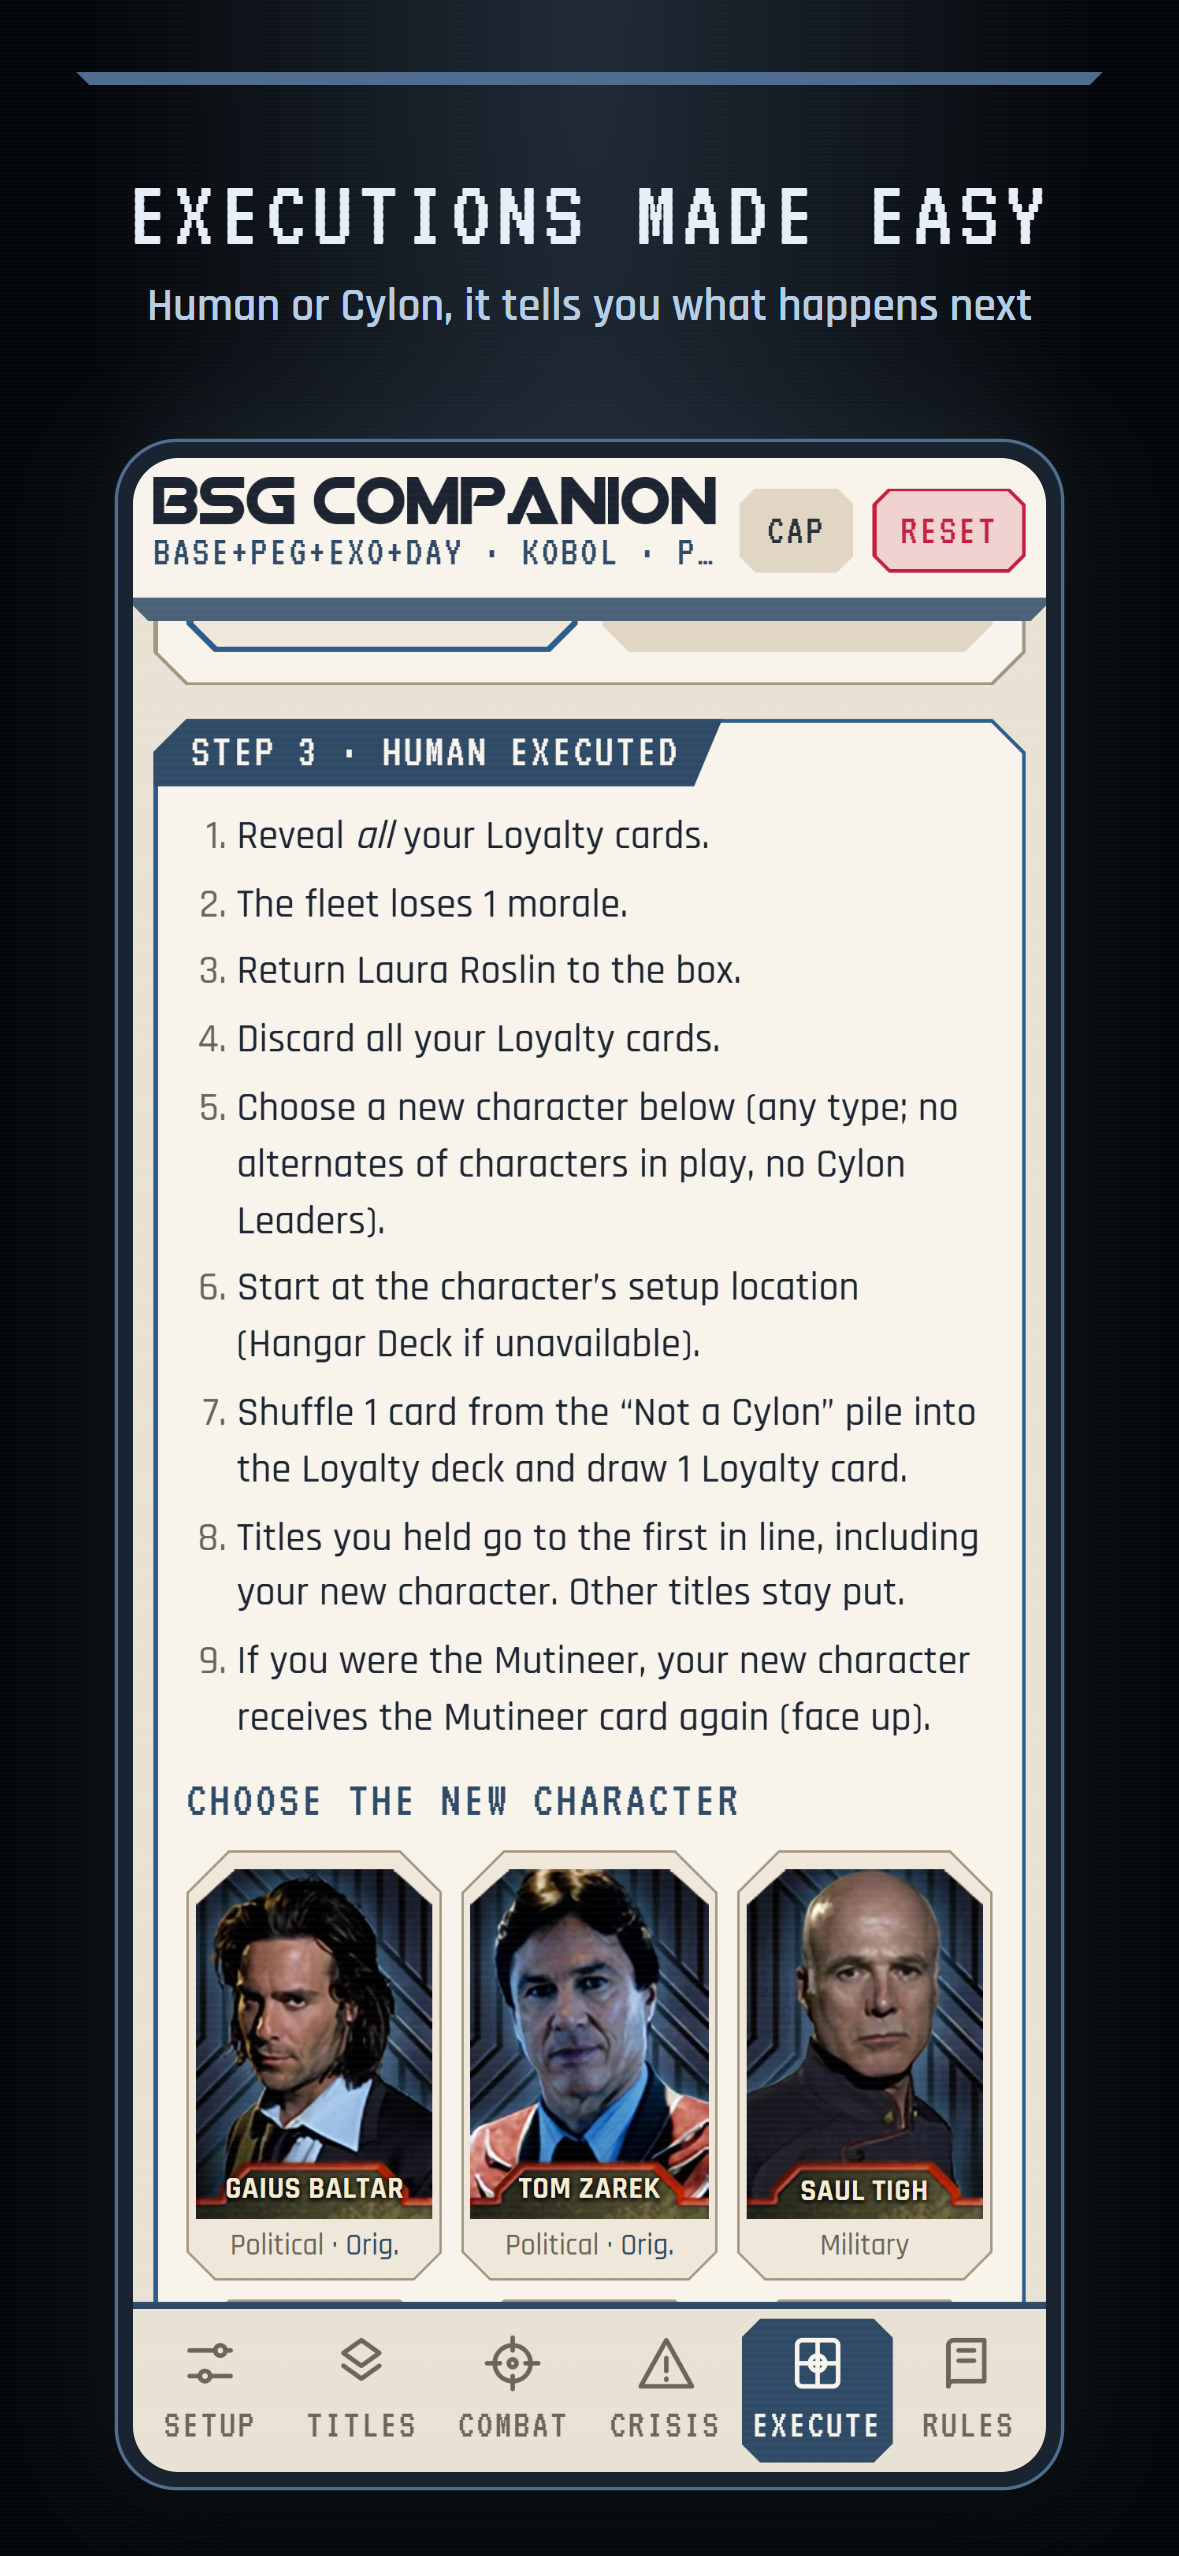 EXECUTIONS MADE EASY
Human or Cylon, it tells you what happens next
BSG COMPANION
BASE+PEG+EXO+DAY · KOBOL · P…
CAP
RESET
STEP 3 · HUMAN EXECUTED
1. Reveal all your Loyalty cards.
2. The fleet loses 1 morale.
3. Return Laura Roslin to the box.
4. Discard all your Loyalty cards.
5. Choose a new character below (any type; no
alternates of characters in play, no Cylon
Leaders).
6. Start at the character’s setup location
(Hangar Deck if unavailable).
7. Shuffle 1 card from the “Not a Cylon” pile into
the Loyalty deck and draw 1 Loyalty card.
8. Titles you held go to the first in line, including
your new character. Other titles stay put.
9. If you were the Mutineer, your new character
receives the Mutineer card again (face up).
CHOOSE THE NEW CHARACTER
GAIUS BALTAR
Political · Orig.
TOM ZAREK
Political · Orig.
SAUL TIGH
Military
SETUP
TITLES
COMBAT
CRISIS
EXECUTE
RULES